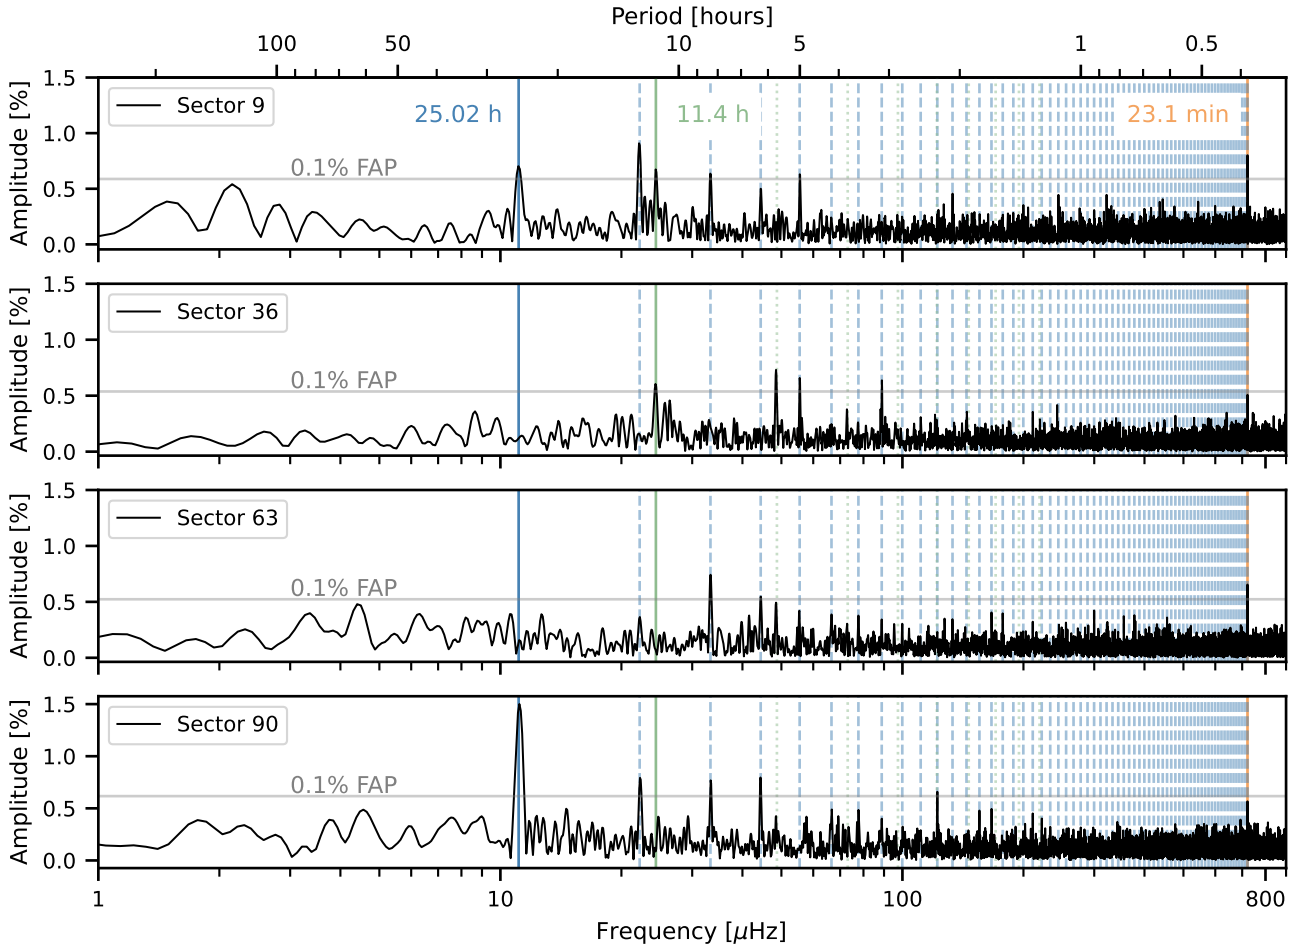 Period [hours]
100 50 10 5 1 0.5
1.5
1.0
0.5
0.0
Amplitude [%]
Sector 9
25.02 h
11.4 h
23.1 min
0.1% FAP
1.5
1.0
0.5
0.0
Amplitude [%]
Sector 36
0.1% FAP
1.5
1.0
0.5
0.0
Amplitude [%]
Sector 63
0.1% FAP
1.5
1.0
0.5
0.0
Amplitude [%]
Sector 90
0.1% FAP
1 10 100 800
Frequency [μHz]